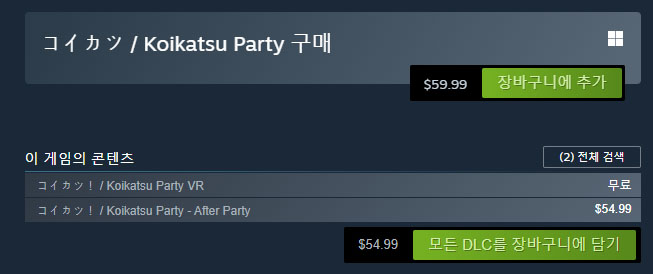 コイカツ / Koikatsu Party 구매
$59.99 장바구니에 추가
이 게임의 콘텐츠 (2) 전체 검색
コイカツ！ / Koikatsu Party VR 무료
コイカツ！ / Koikatsu Party - After Party $54.99
$54.99 모든 DLC를 장바구니에 담기